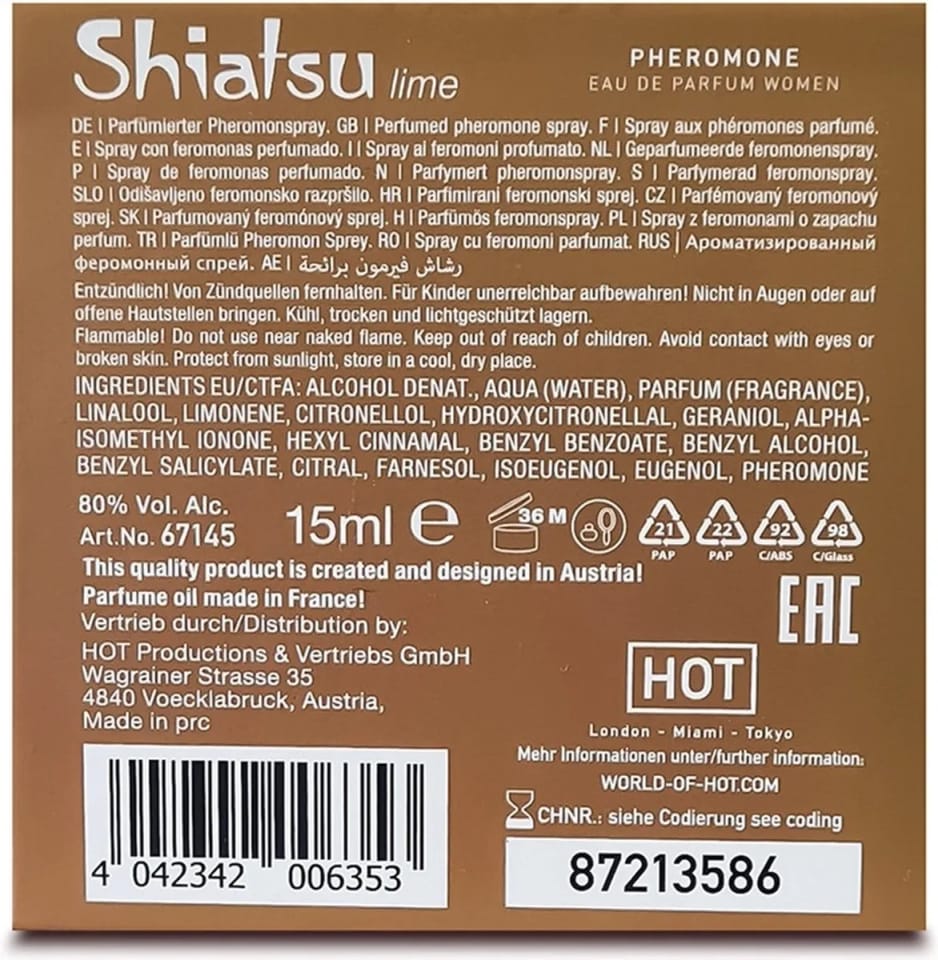 Shiatsu lime
PHEROMONE
EAU DE PARFUM WOMEN
DE | Parfümierter Pheromonspray. GB | Perfumed pheromone spray. F | Spray aux phéromones parfumé.
E | Spray con feromonas perfumado. I | Spray ai feromoni profumato. NL | Geparfumeerde feromonenspray.
P | Spray de feromonas perfumado. N | Parfymert pheromonspray. S | Parfymerad feromonspray.
SLO | Odišavljeno feromonsko razpršilo. HR | Parfimirani feromonski sprej. CZ | Parfémovaný feromonový
sprej. SK | Parfumovaný feromónový sprej. H | Parfümös feromonspray. PL | Spray z feromonami o zapachu
perfum. TR | Parfümlü Pheromon Sprey. RO | Spray cu feromoni parfumat. RUS | Ароматизированный
феромонный спрей. AE | رشاش فيرمون برائحة
Entzündlich! Von Zündquellen fernhalten. Für Kinder unerreichbar aufbewahren! Nicht in Augen oder auf
offene Hautstellen bringen. Kühl, trocken und lichtgeschützt lagern.
Flammable! Do not use near naked flame. Keep out of reach of children. Avoid contact with eyes or
broken skin. Protect from sunlight, store in a cool, dry place.
INGREDIENTS EU/CTFA: ALCOHOL DENAT., AQUA (WATER), PARFUM (FRAGRANCE),
LINALOOL, LIMONENE, CITRONELLOL, HYDROXYCITRONELLAL, GERANIOL, ALPHA-
ISOMETHYL IONONE, HEXYL CINNAMAL, BENZYL BENZOATE, BENZYL ALCOHOL,
BENZYL SALICYLATE, CITRAL, FARNESOL, ISOEUGENOL, EUGENOL, PHEROMONE
80% Vol. Alc.
Art.No. 67145
15ml e
36 M
21 PAP
22 PAP
92 C/ABS
98 C/Glass
This quality product is created and designed in Austria!
Parfume oil made in France!
EAC
Vertrieb durch/Distribution by:
HOT Productions & Vertriebs GmbH
Wagrainer Strasse 35
4840 Voecklabruck, Austria,
Made in prc
HOT
London - Miami - Tokyo
Mehr Informationen unter/further information:
WORLD-OF-HOT.COM
CHNR.: siehe Codierung see coding
87213586
4 042342 006353